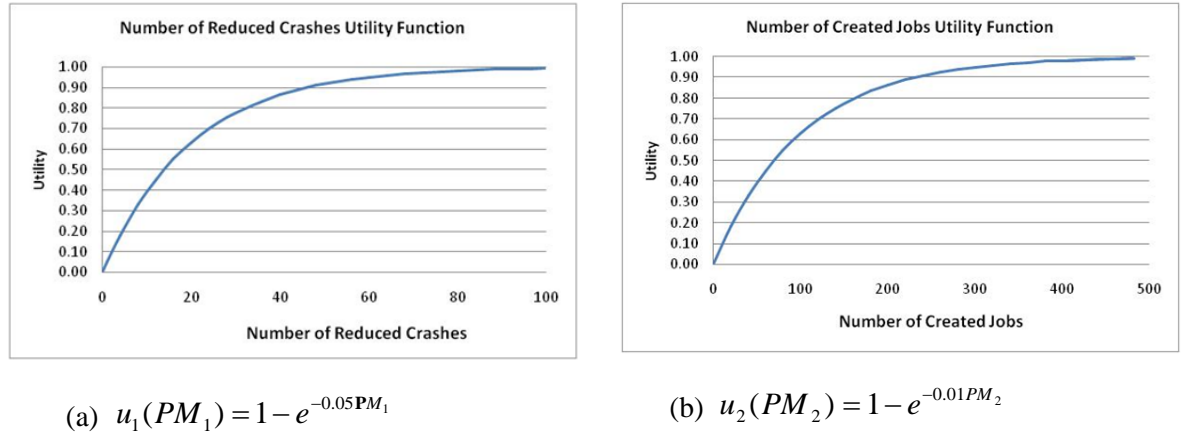 Number of Reduced Crashes Utility Function
1.00
0.90
0.80
0.70
0.60
0.50
0.40
0.30
0.20
0.10
0.00
Utility
0 20 40 60 80 100
Number of Reduced Crashes
(a) u₁(PM₁) = 1 − e^{−0.05PM₁}
Number of Created Jobs Utility Function
1.00
0.90
0.80
0.70
0.60
0.50
0.40
0.30
0.20
0.10
0.00
Utility
0 100 200 300 400 500
Number of Created Jobs
(b) u₂(PM₂) = 1 − e^{−0.01PM₂}